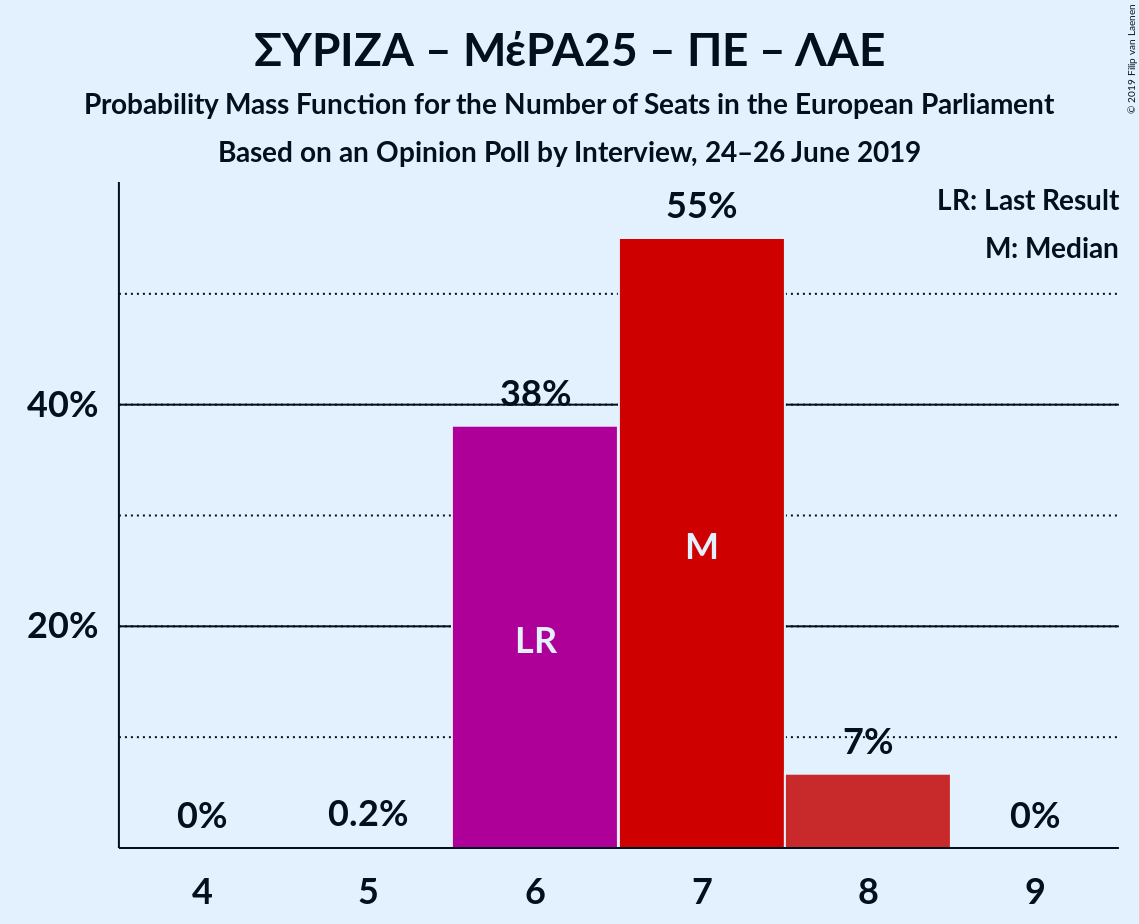 ΣΥΡΙΖΑ – ΜέΡΑ25 – ΠΕ – ΛΑΕ
Probability Mass Function for the Number of Seats in the European Parliament
Based on an Opinion Poll by Interview, 24–26 June 2019
© 2019 Filip van Laenen
LR: Last Result
M: Median
55%
40%
38%
M
20%
LR
7%
0%
0.2%
0%
4
5
6
7
8
9